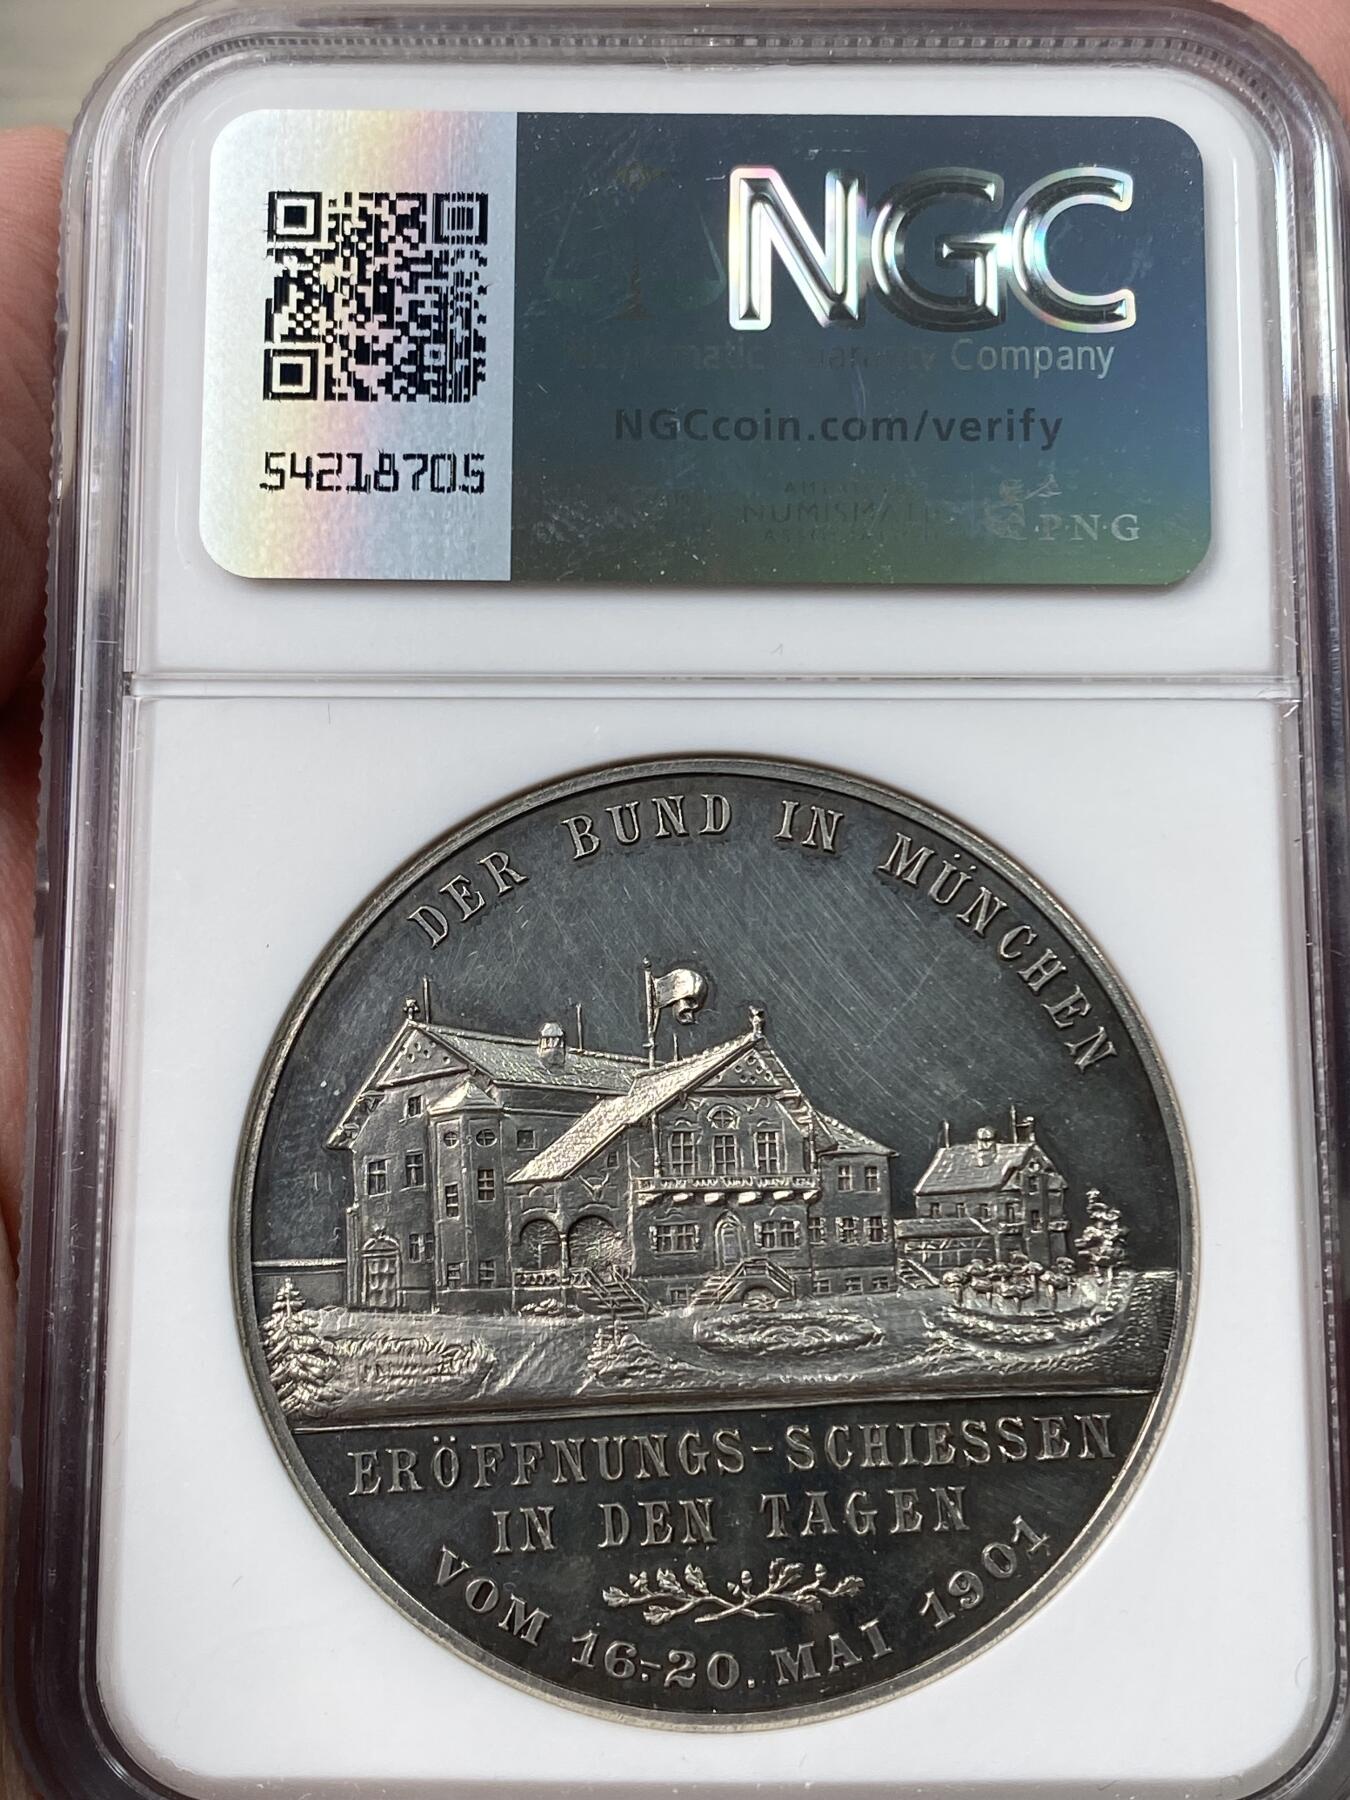 NGC
Company
NGCcoin.com/verify
54218705
NUMISMATIC
P·N·G
DER BUND IN MÜNCHEN
ERÖFFNUNGS-SCHIESSEN
IN DEN TAGEN
VOM 16.-20. MAI 1901